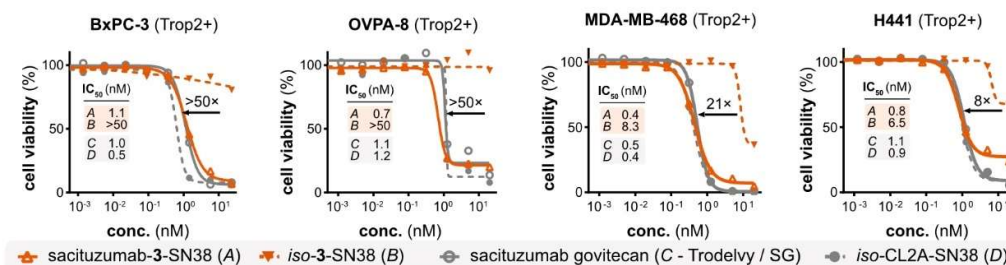 BxPC-3 (Trop2+)
cell viability (%)
100
50
0
IC50 (nM)
A 1.1
B >50
C 1.0
D 0.5
>50×
10⁻³ 10⁻² 10⁻¹ 10⁰ 10¹
conc. (nM)
OVPA-8 (Trop2+)
cell viability (%)
100
50
0
IC50 (nM)
A 0.7
B >50
C 1.1
D 1.2
>50×
10⁻³ 10⁻² 10⁻¹ 10⁰ 10¹
conc. (nM)
MDA-MB-468 (Trop2+)
cell viability (%)
100
50
0
IC50 (nM)
A 0.4
B 8.3
C 0.5
D 0.4
21×
10⁻³ 10⁻² 10⁻¹ 10⁰ 10¹
conc. (nM)
H441 (Trop2+)
cell viability (%)
100
50
0
IC50 (nM)
A 0.8
B 6.5
C 1.1
D 0.9
8×
10⁻³ 10⁻² 10⁻¹ 10⁰ 10¹
conc. (nM)
sacituzumab-3-SN38 (A) iso-3-SN38 (B) sacituzumab govitecan (C - Trodelvy / SG) iso-CL2A-SN38 (D)